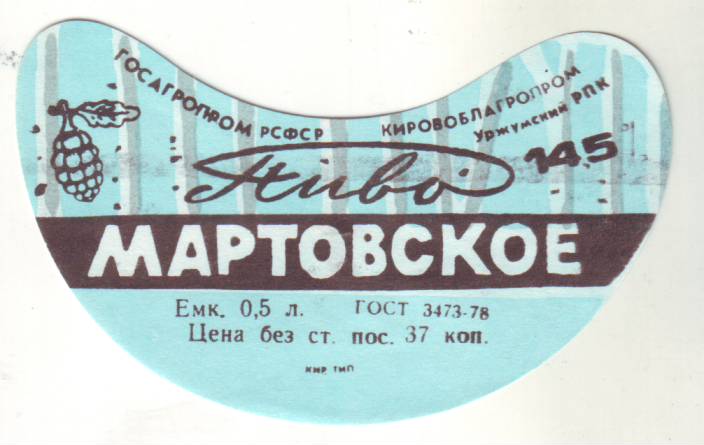 ГОСАГРОПРОМ РСФСР
КИРОВОБЛАГРОПРОМ
Уржумский РПК
Пиво 14,5
МАРТОВСКОЕ
Емк. 0,5 л. ГОСТ 3473-78
Цена без ст. пос. 37 коп.
КИР. ТИП